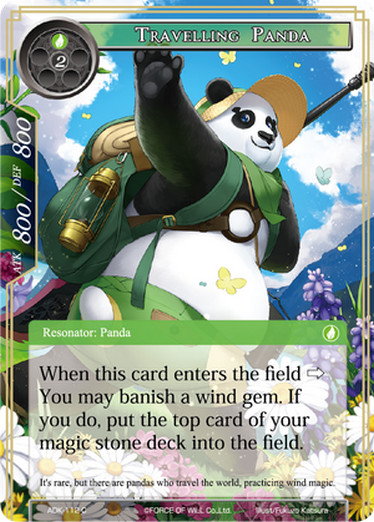 Travelling Panda
2
ATK 800 / DEF 800
Resonator: Panda
When this card enters the field ⇨
You may banish a wind gem. If
you do, put the top card of your
magic stone deck into the field.
It's rare, but there are pandas who travel the world, practicing wind magic.
ADK-112 C ©FORCE OF WILL Co.,Ltd. Illust/Fukuro Katsura